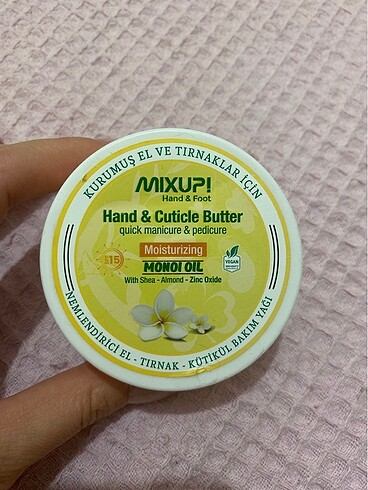 KURUMUŞ EL VE TIRNAKLAR İÇİN
MIXUP!
Hand & Foot
Hand & Cuticle Butter
quick manicure & pedicure
Moisturizing
15
MONOI OIL
VEGAN
With Shea - Almond - Zinc Oxide
NEMLENDİRİCİ EL - TIRNAK - KÜTİKÜL BAKIM YAĞI